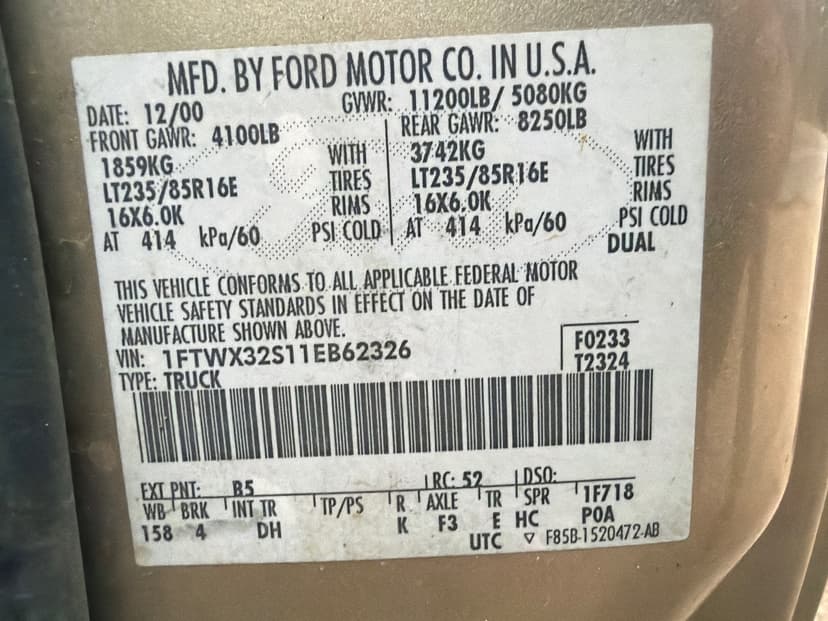 MFD. BY FORD MOTOR CO. IN U.S.A.
DATE: 12/00 GVWR: 11200LB/ 5080KG
FRONT GAWR: 4100LB REAR GAWR: 8250LB
1859KG WITH 3742KG WITH
LT235/85R16E TIRES LT235/85R16E TIRES
16X6.0K RIMS 16X6.0K RIMS
AT 414 kPa/60 PSI COLD AT 414 kPa/60 PSI COLD
DUAL
THIS VEHICLE CONFORMS TO ALL APPLICABLE FEDERAL MOTOR
VEHICLE SAFETY STANDARDS IN EFFECT ON THE DATE OF
MANUFACTURE SHOWN ABOVE.
VIN: 1FTWX32S11EB62326 F0233
TYPE: TRUCK T2324
EXT PNT: B5 RC: 52 DSO:
WB BRK INT TR TP/PS R AXLE TR SPR 1F718
158 4 DH K F3 E HC POA
UTC ▽ F85B-1520472-AB